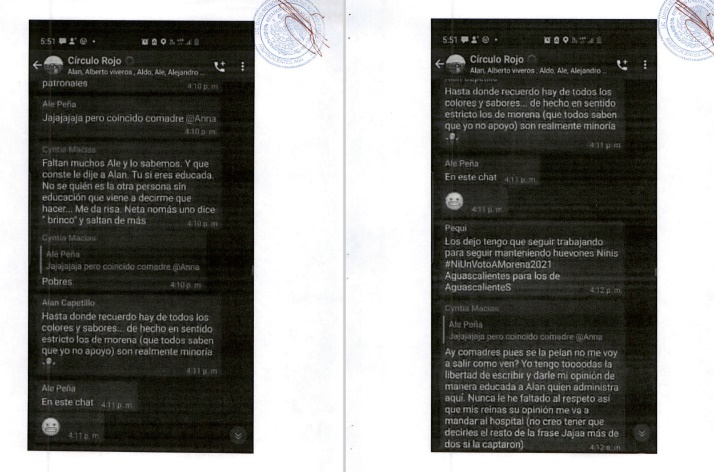 5:51
Círculo Rojo
Alan, Alberto viveros , Aldo, Ale, Alejandro ...
patronales
4:10 p. m.
Ale Peña
Jajajajaja pero coincido comadre @Anna
4:10 p. m.
Cyntia Macias
Faltan muchos Ale y lo sabemos. Y que
conste le dije a Alan. Tu si eres educada.
No se quién es la otra persona sin
educación que viene a decirme que
hacer... Me da risa. Neta nomás uno dice
" brinco" y saltan de más
4:10 p. m.
Cyntia Macias
Ale Peña
Jajajajaja pero coincido comadre @Anna
Pobres
4:10 p. m.
Alan Capetillo
Hasta donde recuerdo hay de todos los
colores y sabores... de hecho en sentido
estricto los de morena (que todos saben
que yo no apoyo) son realmente minoría
4:11 p. m.
Ale Peña
En este chat 4:11 p. m.
4:11 p. m.
5:51
Círculo Rojo
Alan, Alberto viveros , Aldo, Ale, Alejandro ...
Hasta donde recuerdo hay de todos los
colores y sabores... de hecho en sentido
estricto los de morena (que todos saben
que yo no apoyo) son realmente minoría
4:11 p. m.
Ale Peña
En este chat 4:11 p. m.
4:11 p. m.
Pequi
Los dejo tengo que seguir trabajando
para seguir manteniendo huevones Ninis
#NiUnVotoAMorena2021
Aguascalientes para los de
AguascalienteS
4:12 p. m.
Cyntia Macias
Ale Peña
Jajajajaja pero coincido comadre @Anna
Ay comadres pues se la pelan no me voy
a salir como ven? Yo tengo toooodas la
libertad de escribir y darle mi opinión de
manera educada a Alan quien administra
aquí. Nunca le he faltado al respeto así
que mis reinas su opinión me va a
mandar al hospital (no creo tener que
decirles el resto de la frase Jajaa más de
dos si la captaron)
4:12 p. m.